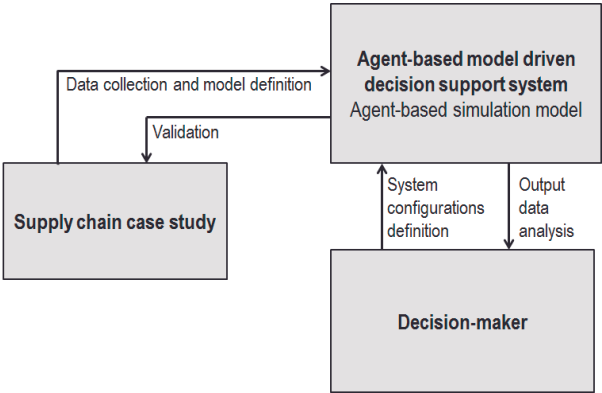 Agent-based model driven
decision support system
Agent-based simulation model
Data collection and model definition
Validation
Supply chain case study
System
configurations
definition
Output
data
analysis
Decision-maker